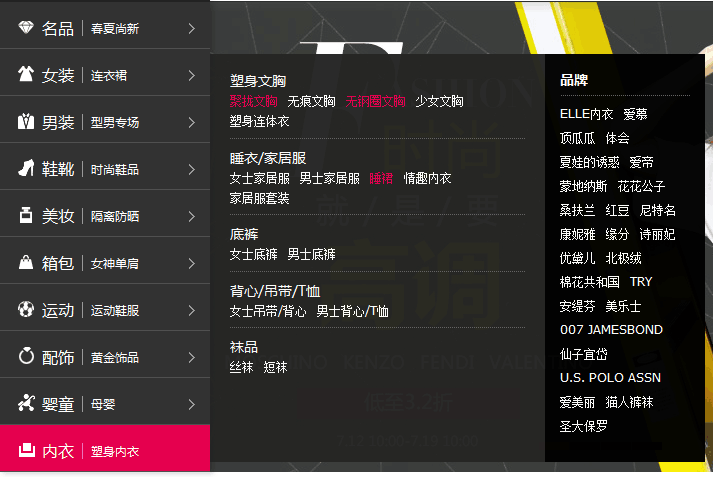 名品 春夏尚新
女装 连衣裙
男装 型男专场
鞋靴 时尚鞋品
美妆 隔离防晒
箱包 女神单肩
运动 运动鞋服
配饰 黄金饰品
婴童 母婴
内衣 塑身内衣
塑身文胸
聚拢文胸 无痕文胸 无钢圈文胸 少女文胸
塑身连体衣
睡衣/家居服
女士家居服 男士家居服 睡裙 情趣内衣
家居服套装
底裤
女士底裤 男士底裤
背心/吊带/T恤
女士吊带/背心 男士背心/T恤
袜品
丝袜 短袜
品牌
ELLE内衣 爱慕
顶瓜瓜 体会
夏娃的诱惑 爱帝
蒙地纳斯 花花公子
桑扶兰 红豆 尼特名
康妮雅 缘分 诗丽妃
优黛儿 北极绒
棉花共和国 TRY
安缇芬 美乐士
007 JAMESBOND
仙子宜岱
U.S. POLO ASSN
爱美丽 猫人裤袜
圣大保罗